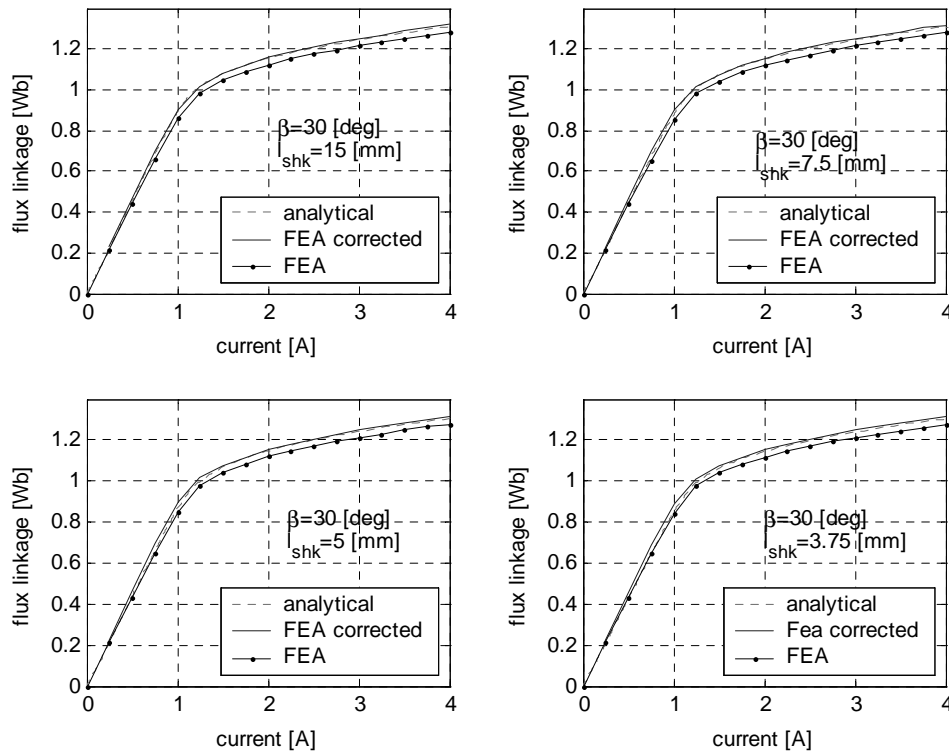 1.2
1
0.8
0.6
0.4
0.2
0
flux linkage [Wb]
β=30 [deg]
l_shk=15 [mm]
analytical
FEA corrected
FEA
0 1 2 3 4
current [A]
1.2
1
0.8
0.6
0.4
0.2
0
flux linkage [Wb]
β=30 [deg]
l_shk=7.5 [mm]
analytical
FEA corrected
FEA
0 1 2 3 4
current [A]
1.2
1
0.8
0.6
0.4
0.2
0
flux linkage [Wb]
β=30 [deg]
l_shk=5 [mm]
analytical
FEA corrected
FEA
0 1 2 3 4
current [A]
1.2
1
0.8
0.6
0.4
0.2
0
flux linkage [Wb]
β=30 [deg]
l_shk=3.75 [mm]
analytical
Fea corrected
FEA
0 1 2 3 4
current [A]